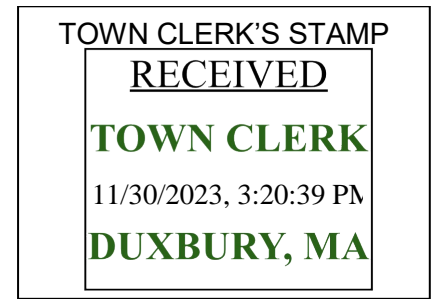 TOWN CLERK'S STAMP
RECEIVED
TOWN CLERK
11/30/2023, 3:20:39 PM
DUXBURY, MA